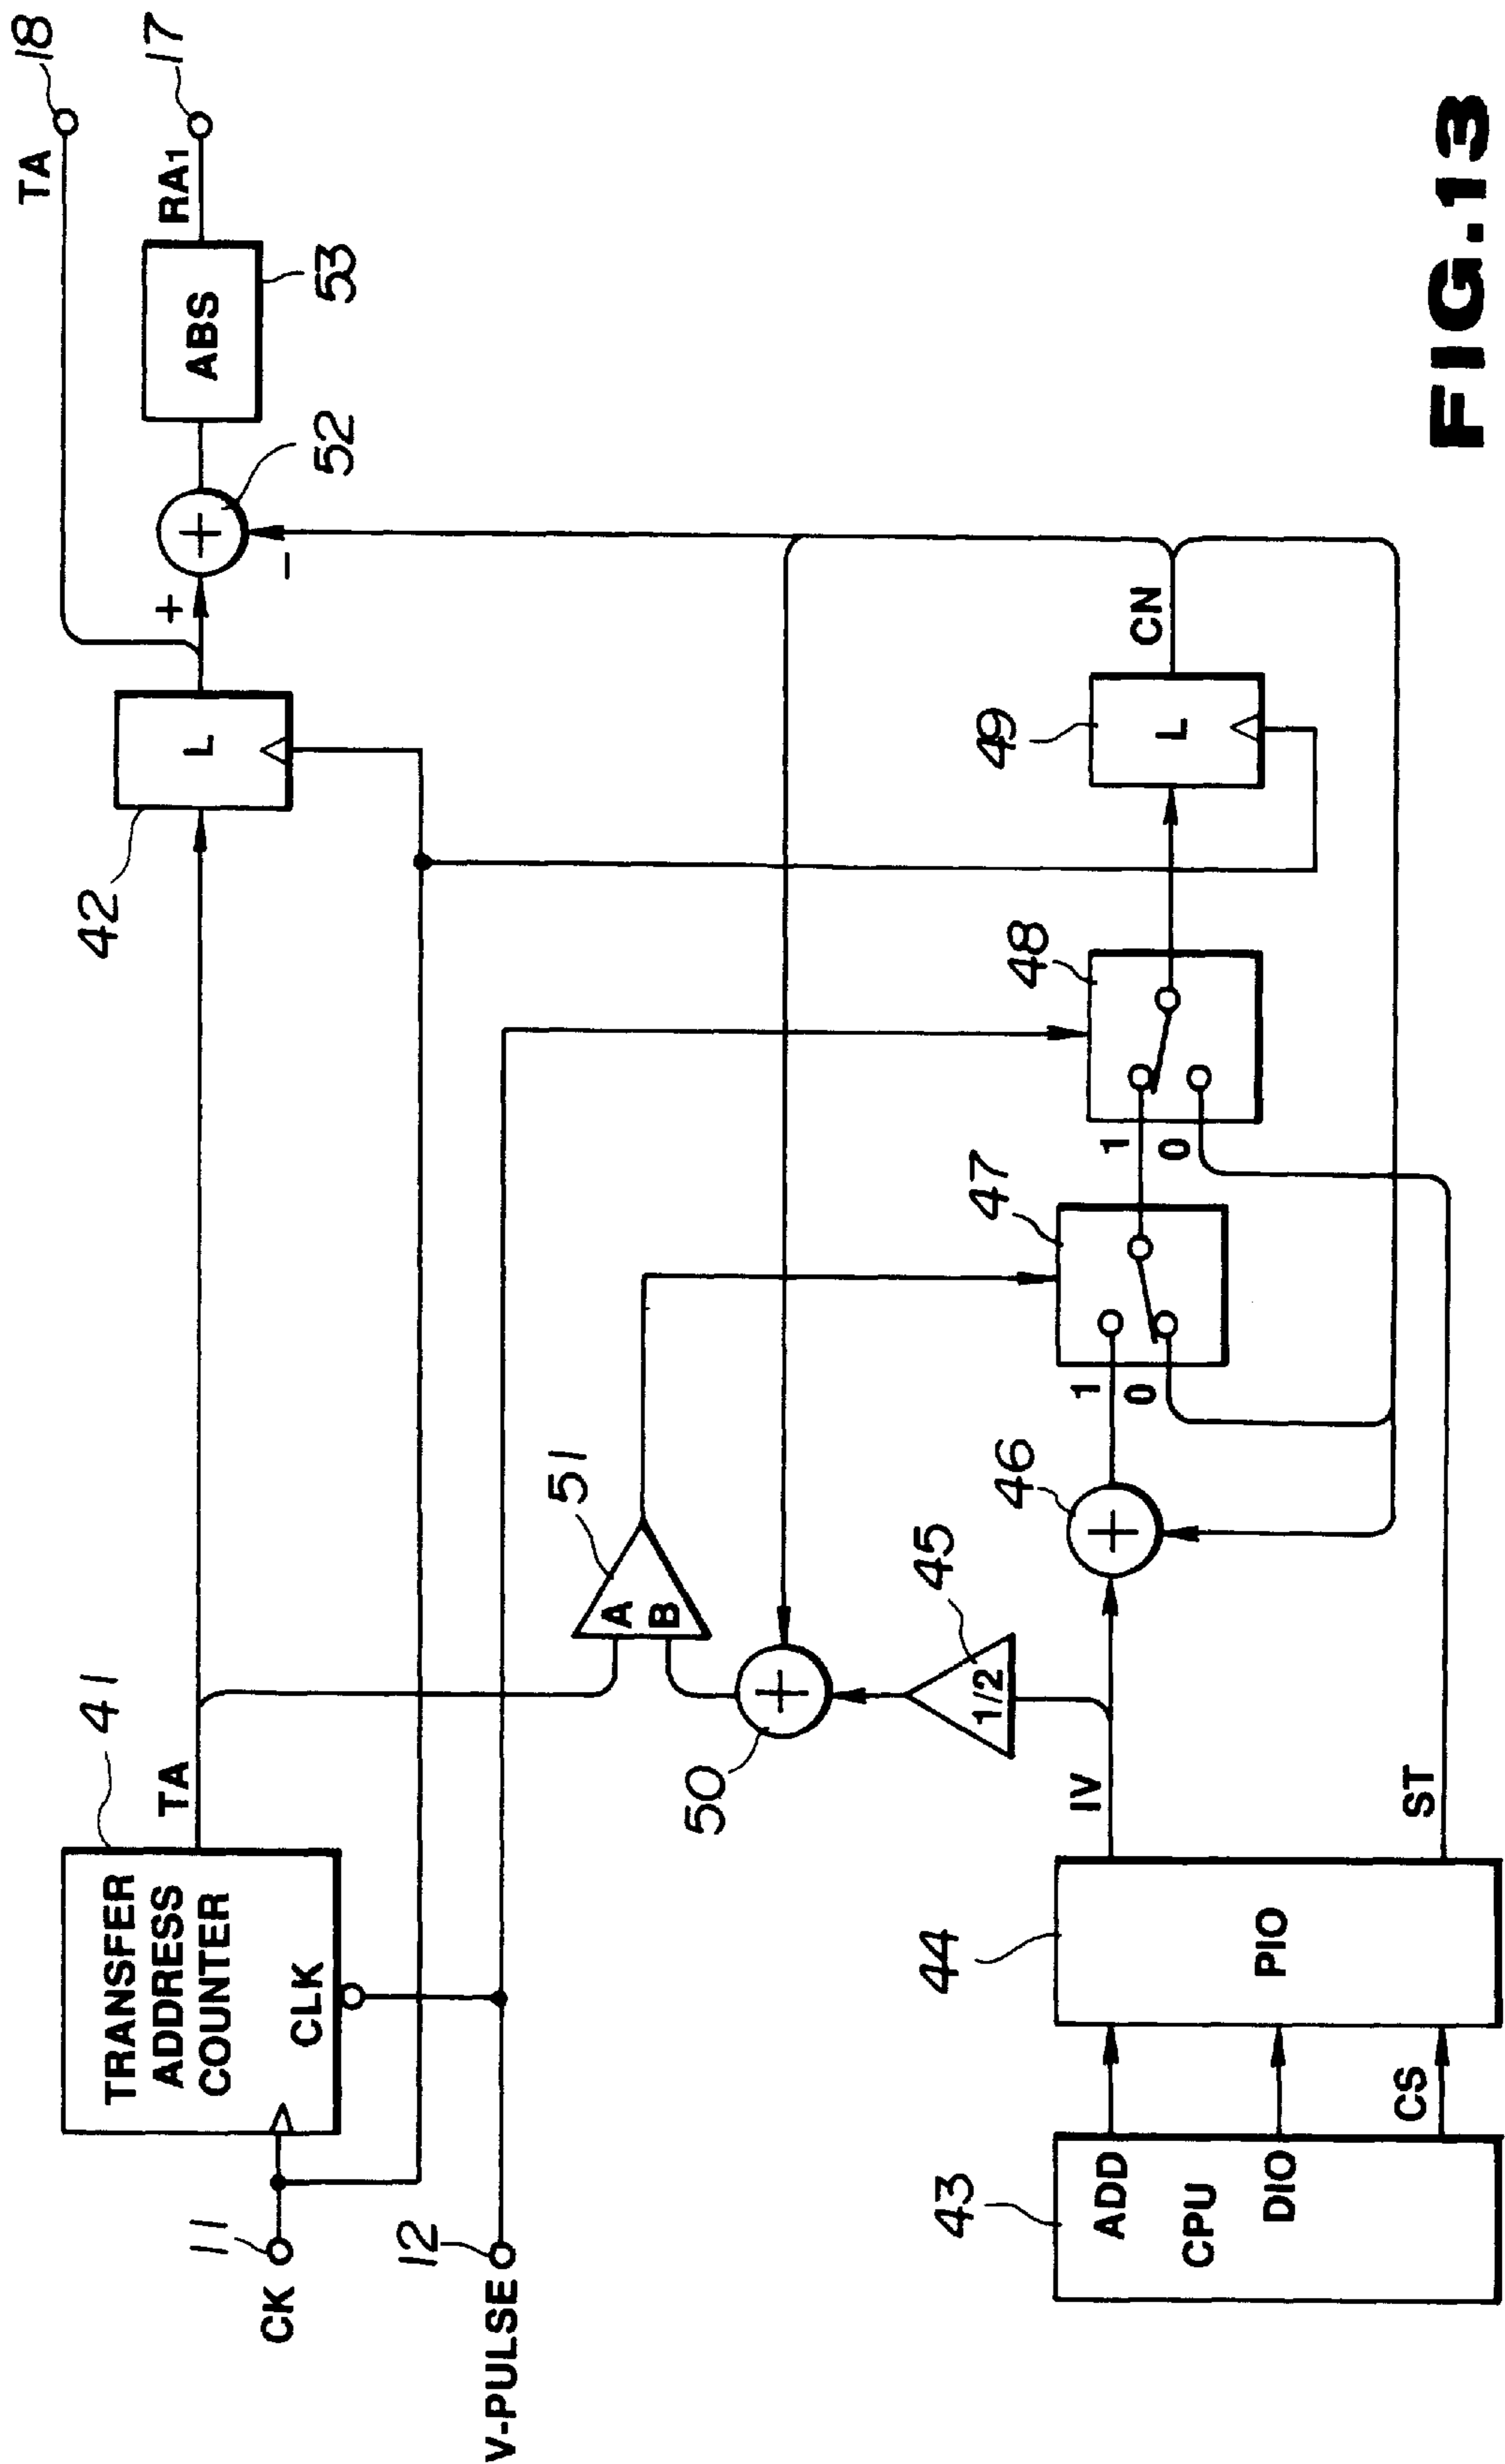 TA
18
41
TRANSFER
ADDRESS
COUNTER
CLK
TA
42
L
+
-
+
52
ABS
53
RA1
17
11
CK
12
V-PULSE
51
A
B
50
+
45
1/2
46
+
47
1
0
48
1
0
49
L
CN
43
ADD
CPU
DIO
CS
44
PIO
IV
ST
FIG.13